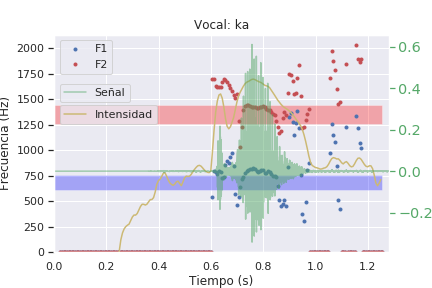 Vocal: ka
Frecuencia (Hz)
2000
1750
1500
1250
1000
750
500
250
0
F1
F2
Señal
Intensidad
0.6
0.4
0.2
0.0
−0.2
0.0 0.2 0.4 0.6 0.8 1.0 1.2
Tiempo (s)